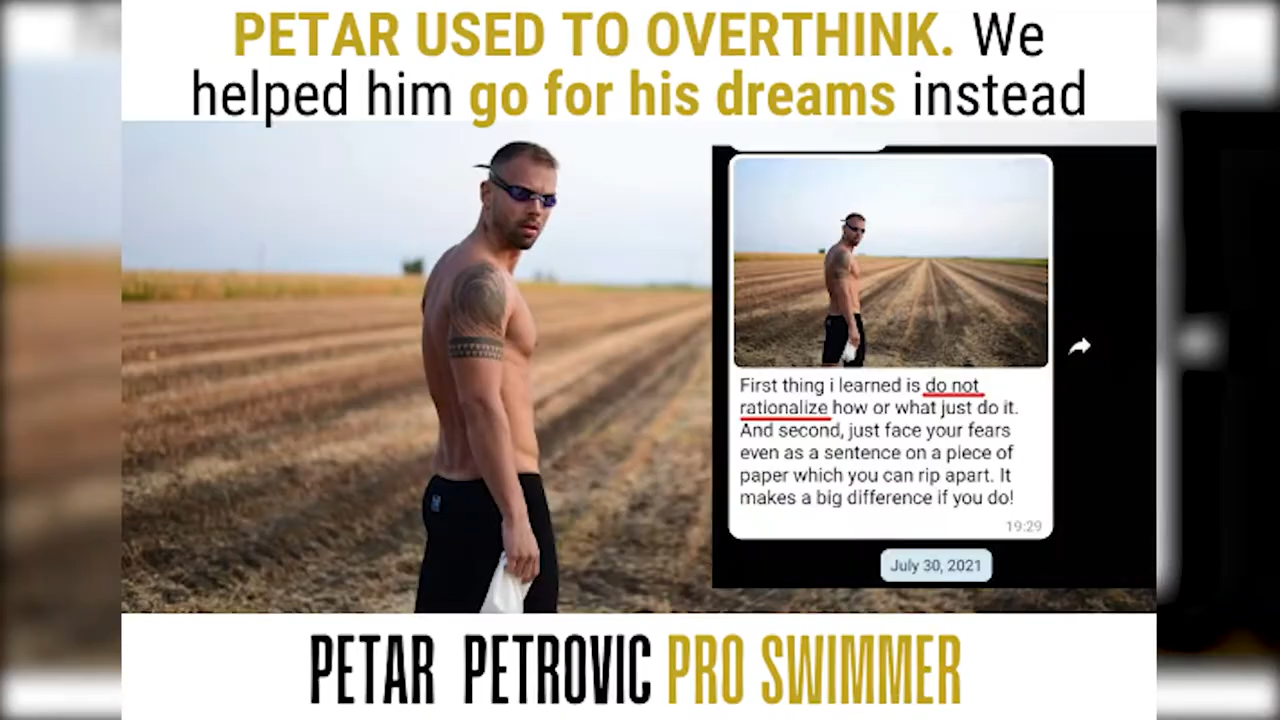 PETAR USED TO OVERTHINK. We
helped him go for his dreams instead
First thing i learned is do not
rationalize how or what just do it.
And second, just face your fears
even as a sentence on a piece of
paper which you can rip apart. It
makes a big difference if you do!
19:29
July 30, 2021
PETAR PETROVIC PRO SWIMMER